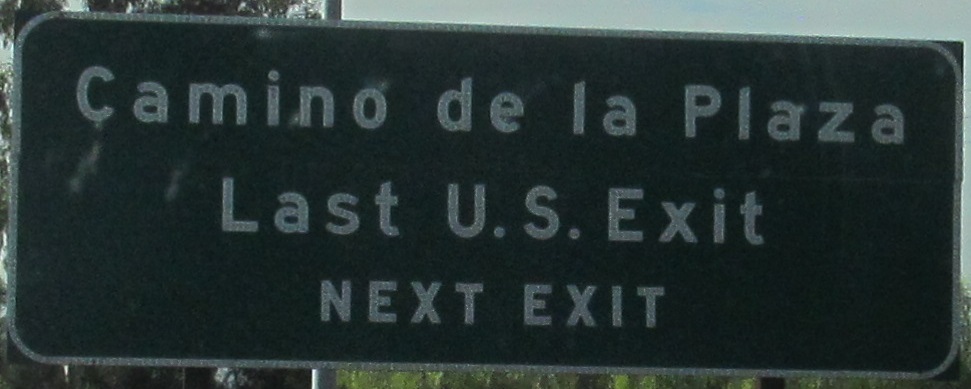 Camino de la Plaza
Last U.S. Exit
NEXT EXIT